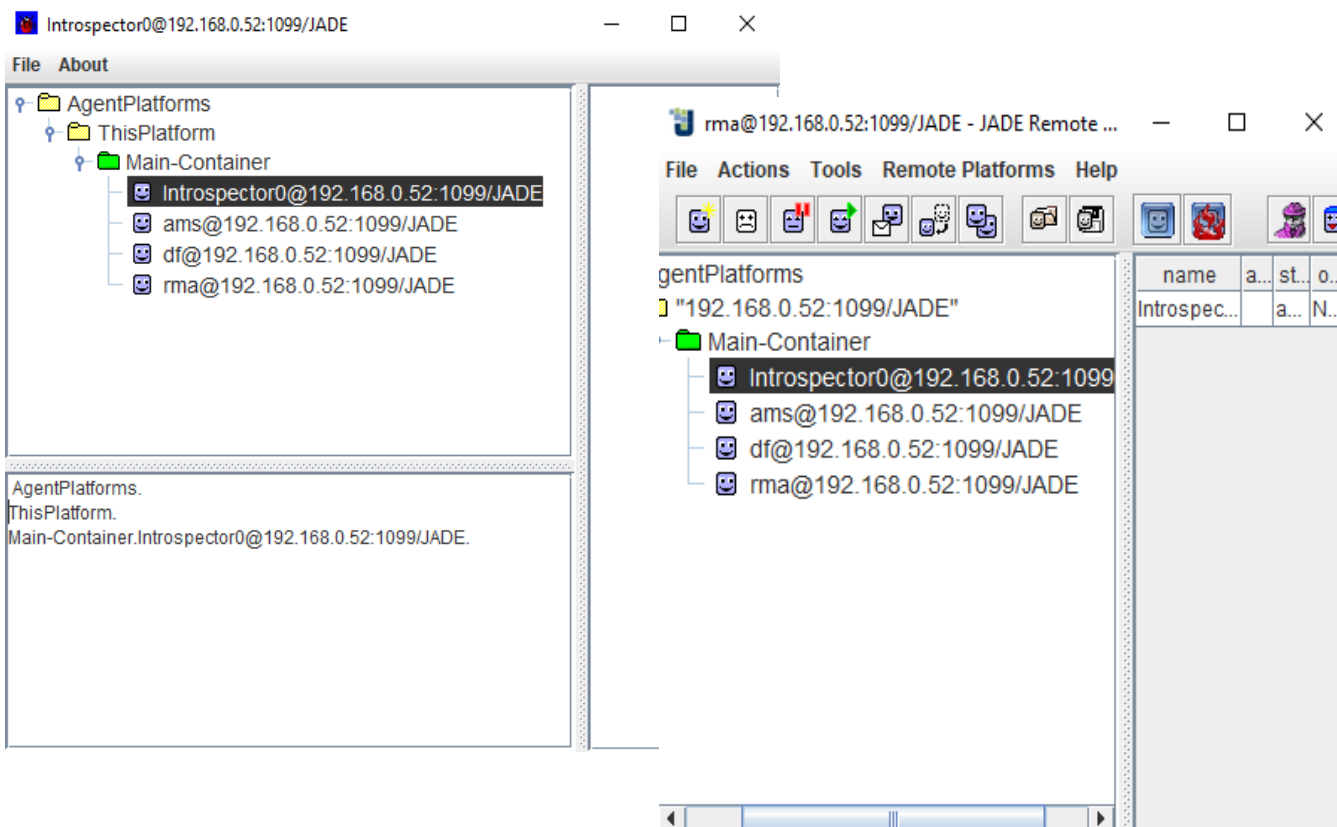 Introspector0@192.168.0.52:1099/JADE
File About
AgentPlatforms
ThisPlatform
Main-Container
Introspector0@192.168.0.52:1099/JADE
ams@192.168.0.52:1099/JADE
df@192.168.0.52:1099/JADE
rma@192.168.0.52:1099/JADE
AgentPlatforms.
ThisPlatform.
Main-Container.Introspector0@192.168.0.52:1099/JADE.
rma@192.168.0.52:1099/JADE - JADE Remote ...
File Actions Tools Remote Platforms Help
gentPlatforms
"192.168.0.52:1099/JADE"
Main-Container
Introspector0@192.168.0.52:1099
ams@192.168.0.52:1099/JADE
df@192.168.0.52:1099/JADE
rma@192.168.0.52:1099/JADE
name a... st... o...
Introspec... a... N...